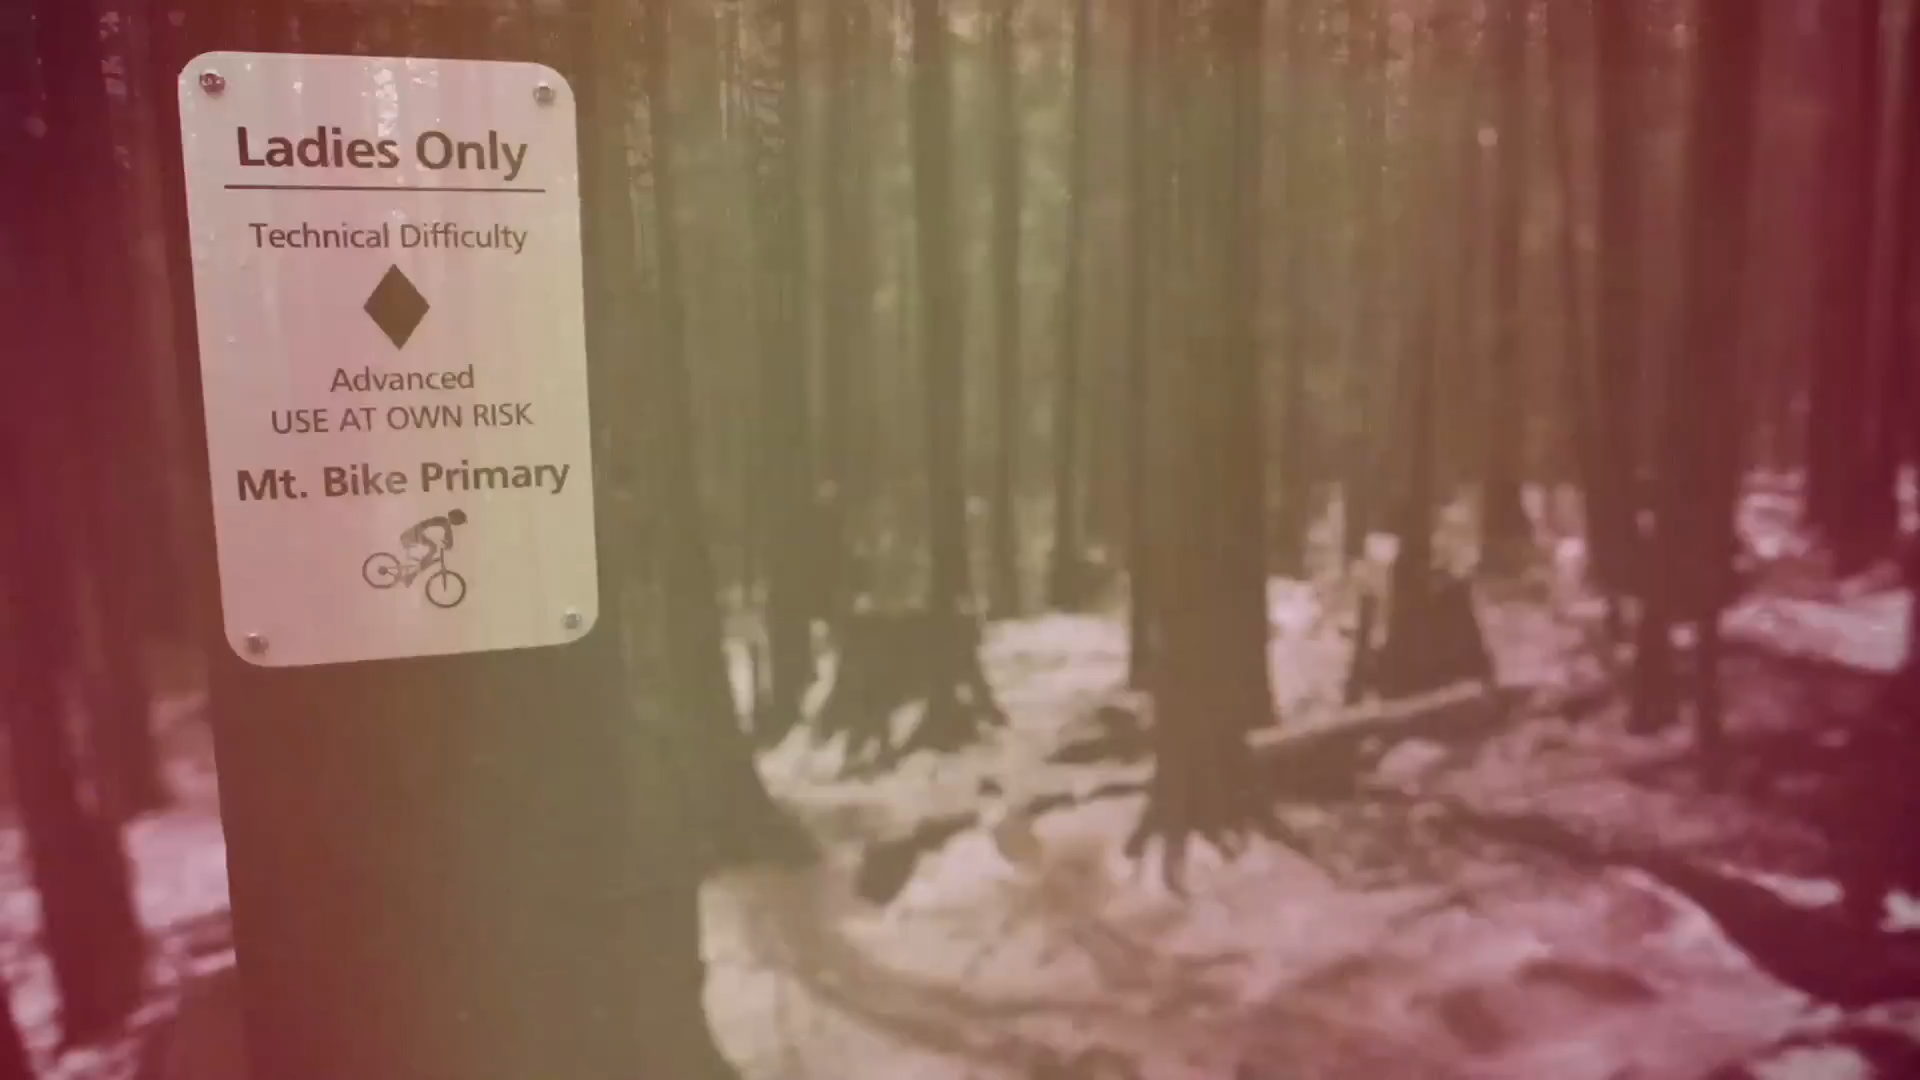 Ladies Only
Technical Difficulty
Advanced
USE AT OWN RISK
Mt. Bike Primary